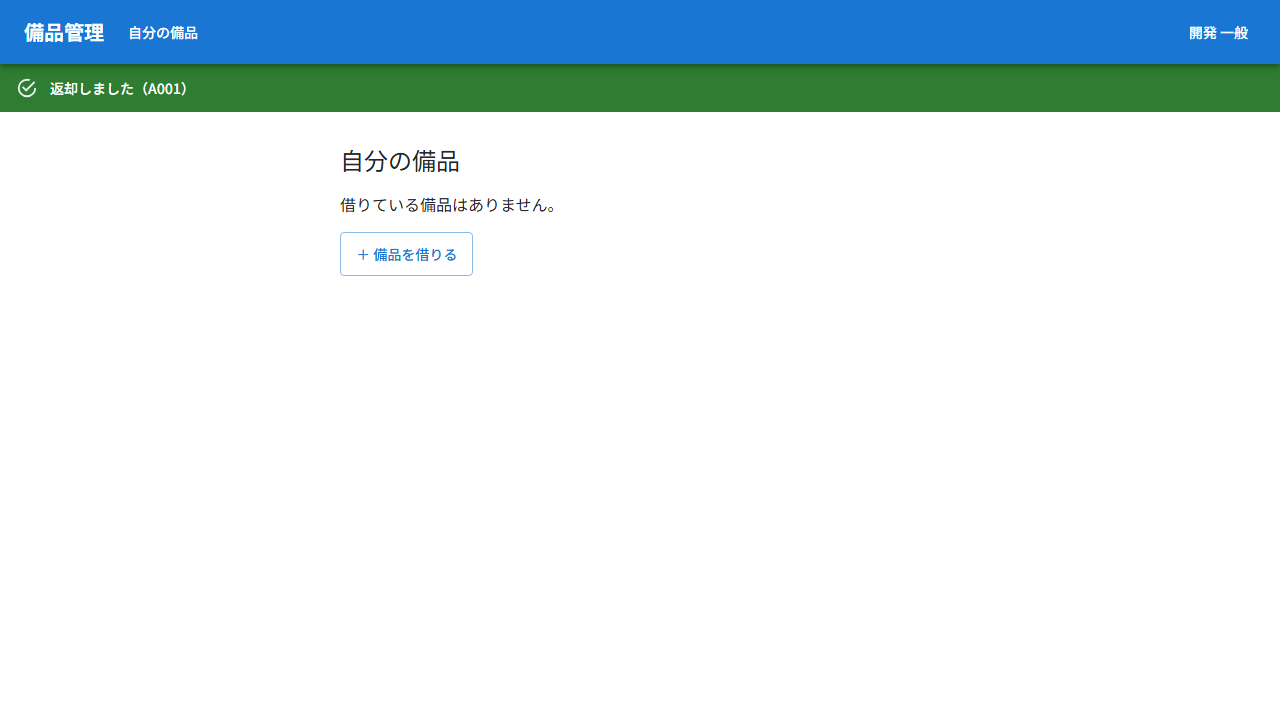 備品管理 自分の備品 開発 一般
返却しました（A001）
自分の備品
借りている備品はありません。
＋ 備品を借りる